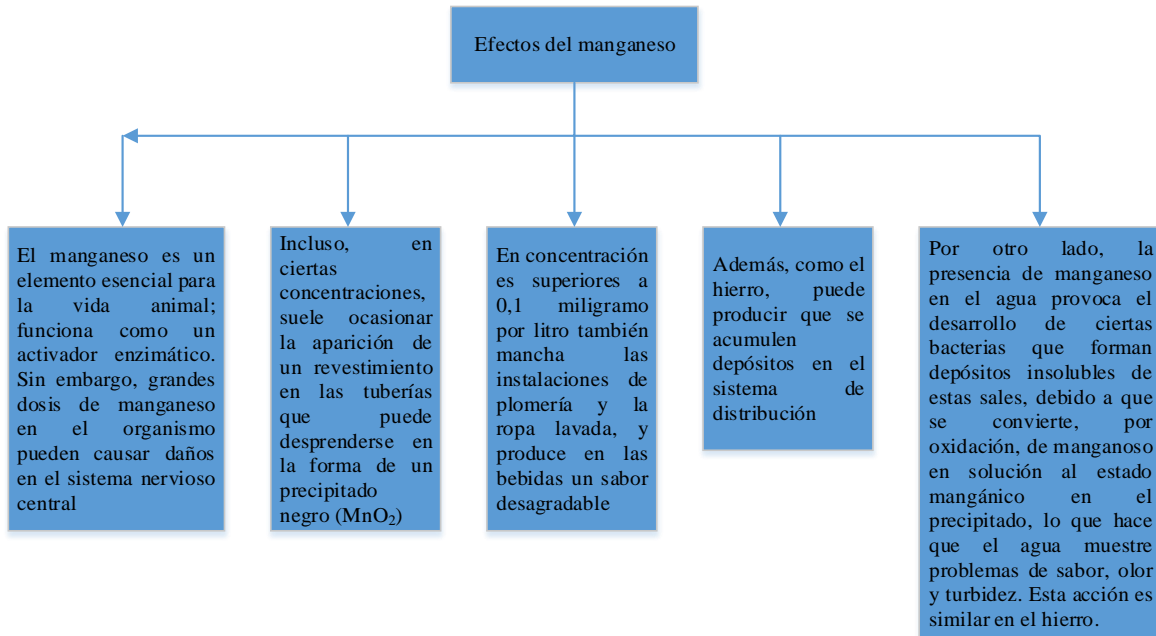 Efectos del manganeso
El manganeso es un
elemento esencial para
la vida animal;
funciona como un
activador enzimático.
Sin embargo, grandes
dosis de manganeso
en el organismo
pueden causar daños
en el sistema nervioso
central
Incluso, en
ciertas
concentraciones,
suele ocasionar
la aparición de
un revestimiento
en las tuberías
que puede
desprenderse en
la forma de un
precipitado
negro (MnO₂)
En concentración
es superiores a
0,1 miligramo
por litro también
mancha las
instalaciones de
plomería y la
ropa lavada, y
produce en las
bebidas un sabor
desagradable
Además, como el
hierro, puede
producir que se
acumulen
depósitos en el
sistema de
distribución
Por otro lado, la
presencia de manganeso
en el agua provoca el
desarrollo de ciertas
bacterias que forman
depósitos insolubles de
estas sales, debido a que
se convierte, por
oxidación, de manganoso
en solución al estado
mangánico en el
precipitado, lo que hace
que el agua muestre
problemas de sabor, olor
y turbidez. Esta acción es
similar en el hierro.